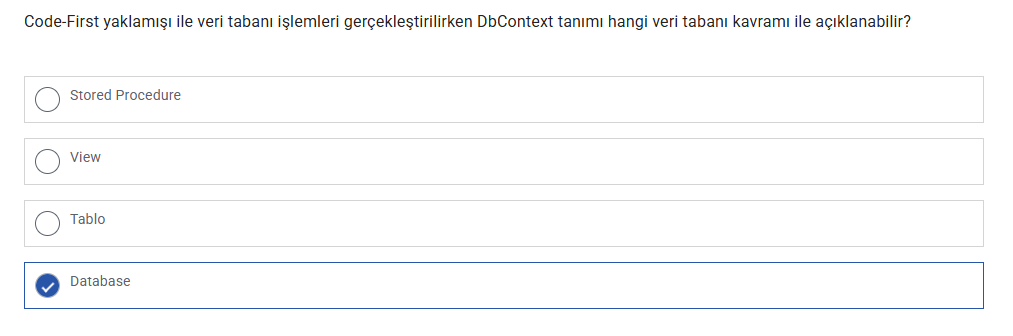 Code-First yaklamışı ile veri tabanı işlemleri gerçekleştirilirken DbContext tanımı hangi veri tabanı kavramı ile açıklanabilir?
Stored Procedure
View
Tablo
Database